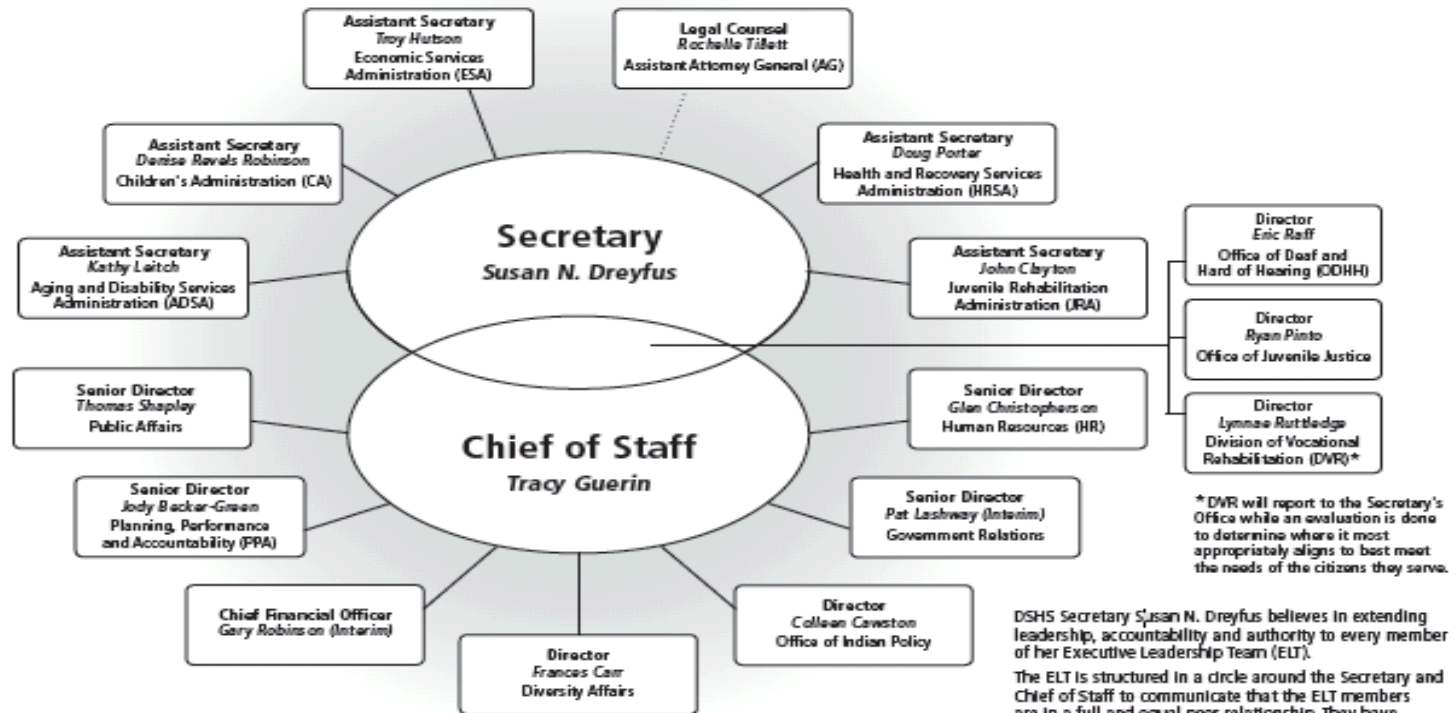 Assistant Secretary
Troy Hutson
Economic Services
Administration (ESA)
Legal Counsel
Rochelle Tillett
Assistant Attorney General (AG)
Assistant Secretary
Denise Revels Robinson
Children's Administration (CA)
Assistant Secretary
Doug Porter
Health and Recovery Services
Administration (HRSA)
Secretary
Susan N. Dreyfus
Assistant Secretary
Kathy Leitch
Aging and Disability Services
Administration (ADSA)
Assistant Secretary
John Clayton
Juvenile Rehabilitation
Administration (JRA)
Director
Eric Raff
Office of Deaf and
Hard of Hearing (ODHH)
Director
Ryan Pinto
Office of Juvenile Justice
Director
Lynnae Ruttledge
Division of Vocational
Rehabilitation (DVR)*
Senior Director
Thomas Shapley
Public Affairs
Chief of Staff
Tracy Guerin
Senior Director
Glen Christopherson
Human Resources (HR)
Senior Director
Jody Becker-Green
Planning, Performance
and Accountability (PPA)
Senior Director
Pat Lashway (Interim)
Government Relations
Chief Financial Officer
Gary Robinson (Interim)
Director
Frances Carr
Diversity Affairs
Director
Colleen Cawston
Office of Indian Policy
*DVR will report to the Secretary's
Office while an evaluation is done
to determine where it most
appropriately aligns to best meet
the needs of the citizens they serve.
DSHS Secretary Susan N. Dreyfus believes in extending
leadership, accountability and authority to every member
of her Executive Leadership Team (ELT).
The ELT is structured in a circle around the Secretary and
Chief of Staff to communicate that the ELT members
are in a full and equal peer relationship. They have